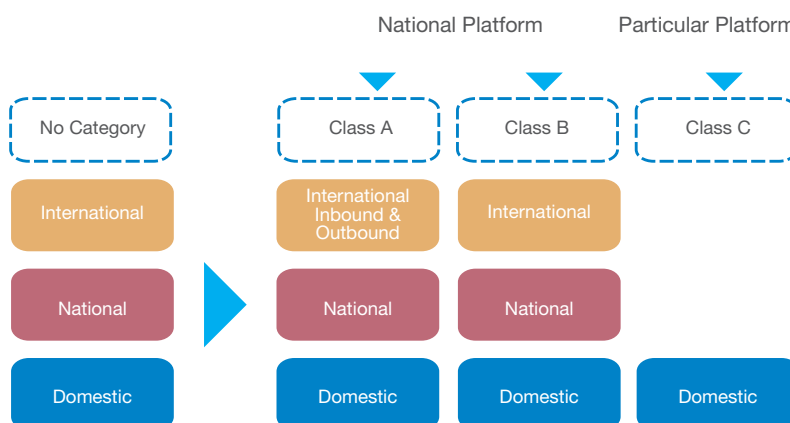 National Platform
Particular Platform
No Category
Class A
Class B
Class C
International
International
Inbound &
Outbound
International
National
National
National
Domestic
Domestic
Domestic
Domestic